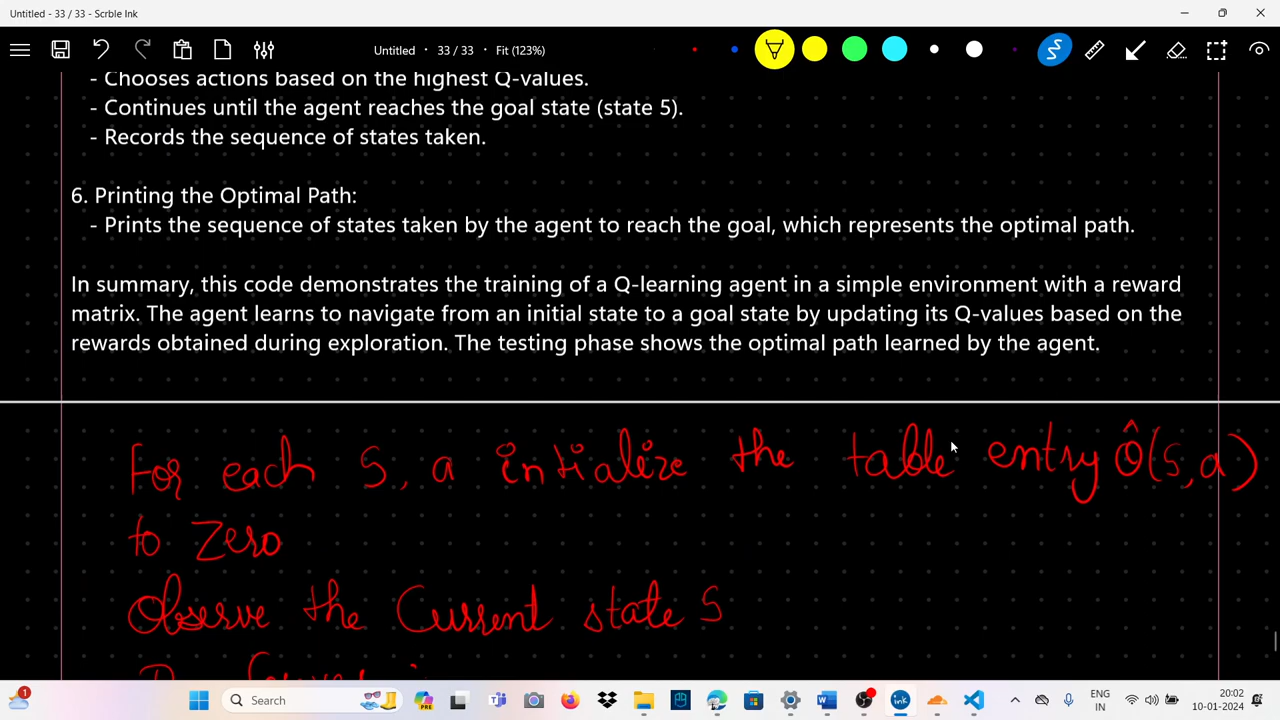 Untitled - 33 / 33 - Scrble Ink
Untitled • 33 / 33 • Fit (123%)
- Chooses actions based on the highest Q-values.
- Continues until the agent reaches the goal state (state 5).
- Records the sequence of states taken.
6. Printing the Optimal Path:
- Prints the sequence of states taken by the agent to reach the goal, which represents the optimal path.
In summary, this code demonstrates the training of a Q-learning agent in a simple environment with a reward
matrix. The agent learns to navigate from an initial state to a goal state by updating its Q-values based on the
rewards obtained during exploration. The testing phase shows the optimal path learned by the agent.
For each S, a intialize the table entry Q̂(S,a)
to Zero
Observe the Current state S
1
Search
PRE
ink
ENG
IN
20:02
10-01-2024